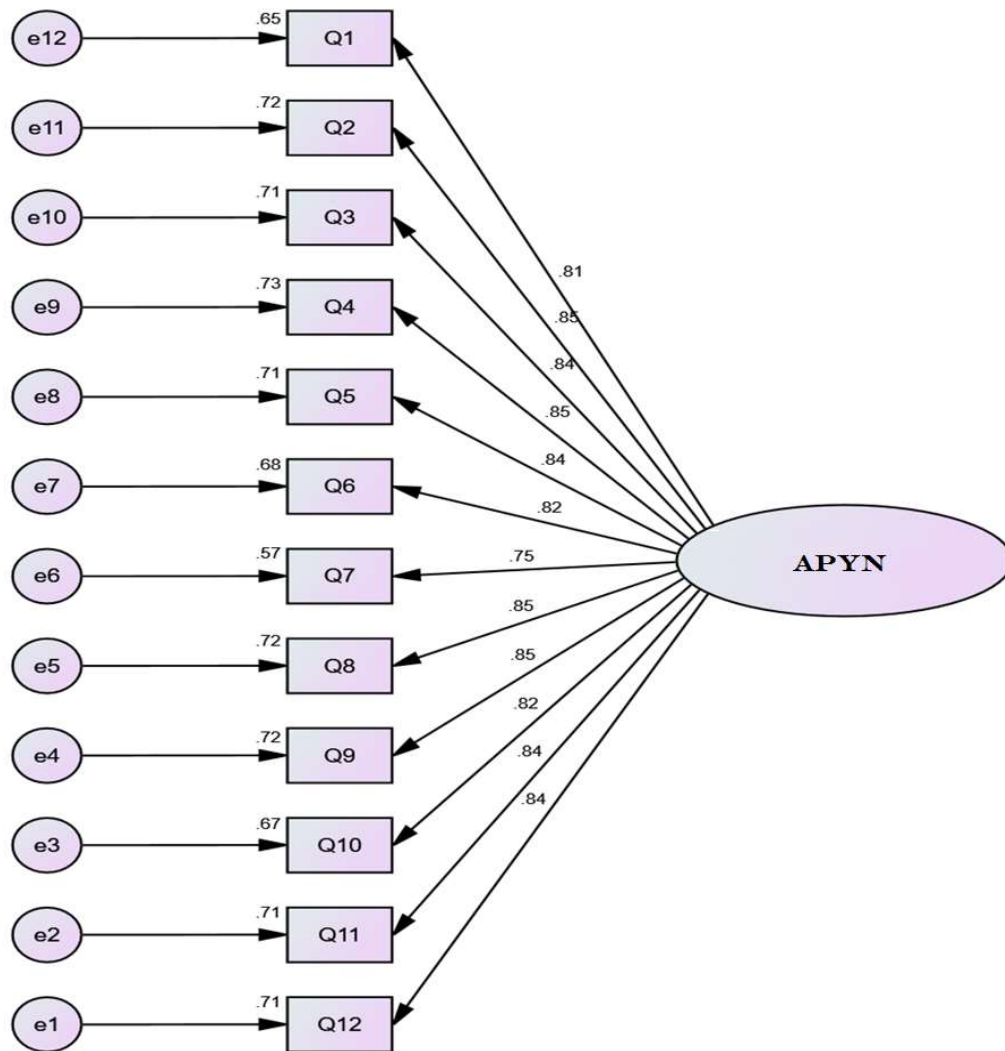 e12 .65 Q1
e11 .72 Q2
e10 .71 Q3
.81
e9 .73 Q4
.85
.84
e8 .71 Q5
.85
.84
e7 .68 Q6
.82
e6 .57 Q7
.75
APYN
.85
e5 .72 Q8
.85
.82
e4 .72 Q9
.84
.84
e3 .67 Q10
e2 .71 Q11
e1 .71 Q12